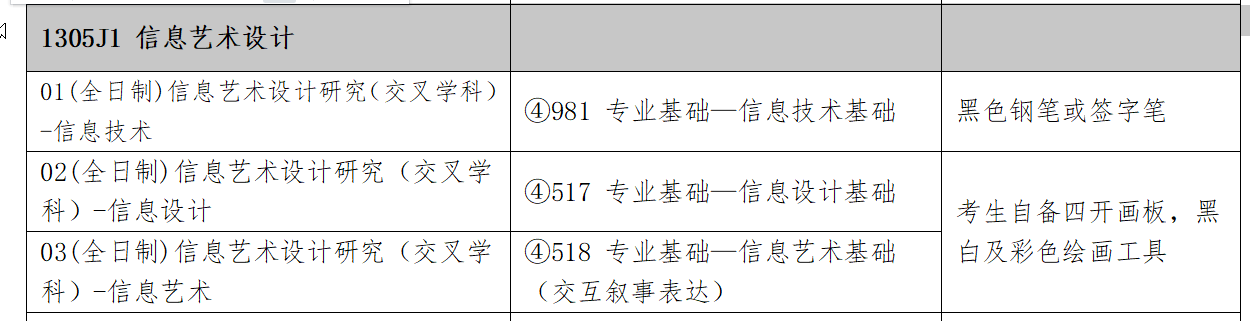 1305J1 信息艺术设计
01(全日制)信息艺术设计研究(交叉学科)
-信息技术
④981 专业基础—信息技术基础
黑色钢笔或签字笔
02(全日制)信息艺术设计研究（交叉学
科）-信息设计
④517 专业基础—信息设计基础
考生自备四开画板，黑
白及彩色绘画工具
03(全日制)信息艺术设计研究（交叉学
科）-信息艺术
④518 专业基础—信息艺术基础
（交互叙事表达）